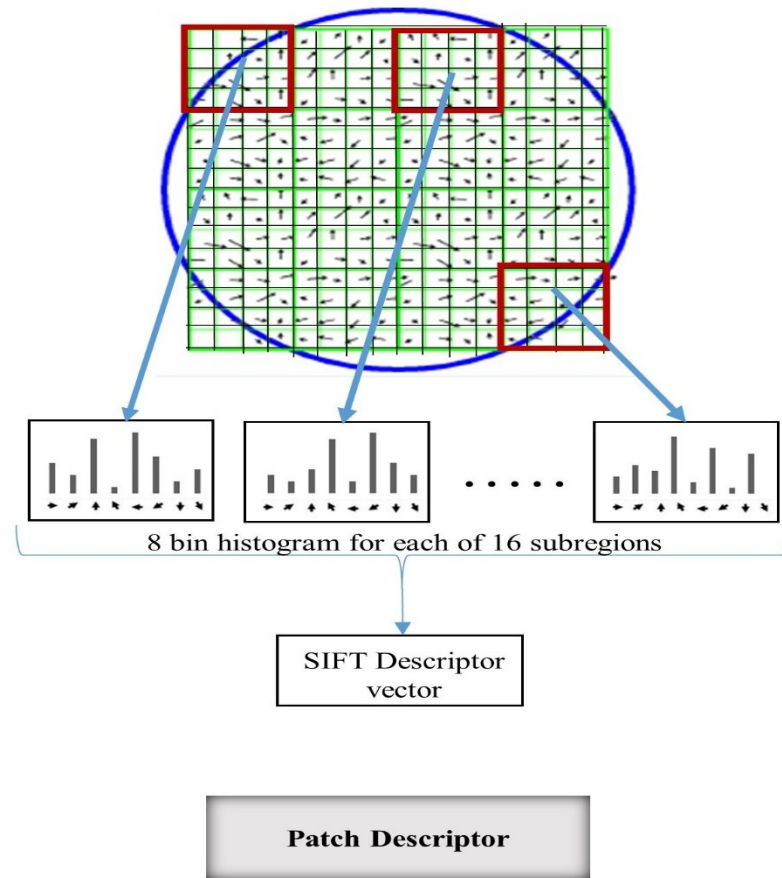 8 bin histogram for each of 16 subregions
SIFT Descriptor
vector
Patch Descriptor